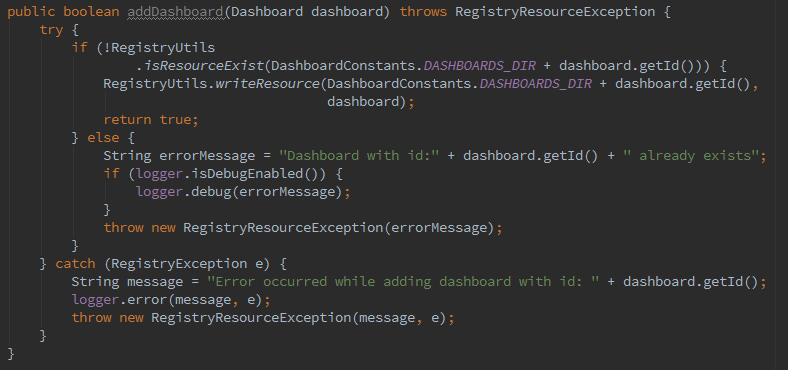 public boolean addDashboard(Dashboard dashboard) throws RegistryResourceException {
    try {
        if (!RegistryUtils
                .isResourceExist(DashboardConstants.DASHBOARDS_DIR + dashboard.getId())) {
            RegistryUtils.writeResource(DashboardConstants.DASHBOARDS_DIR + dashboard.getId(),
                                        dashboard);
            return true;
        } else {
            String errorMessage = "Dashboard with id:" + dashboard.getId() + " already exists";
            if (logger.isDebugEnabled()) {
                logger.debug(errorMessage);
            }
            throw new RegistryResourceException(errorMessage);
        }
    } catch (RegistryException e) {
        String message = "Error occurred while adding dashboard with id: " + dashboard.getId();
        logger.error(message, e);
        throw new RegistryResourceException(message, e);
    }
}